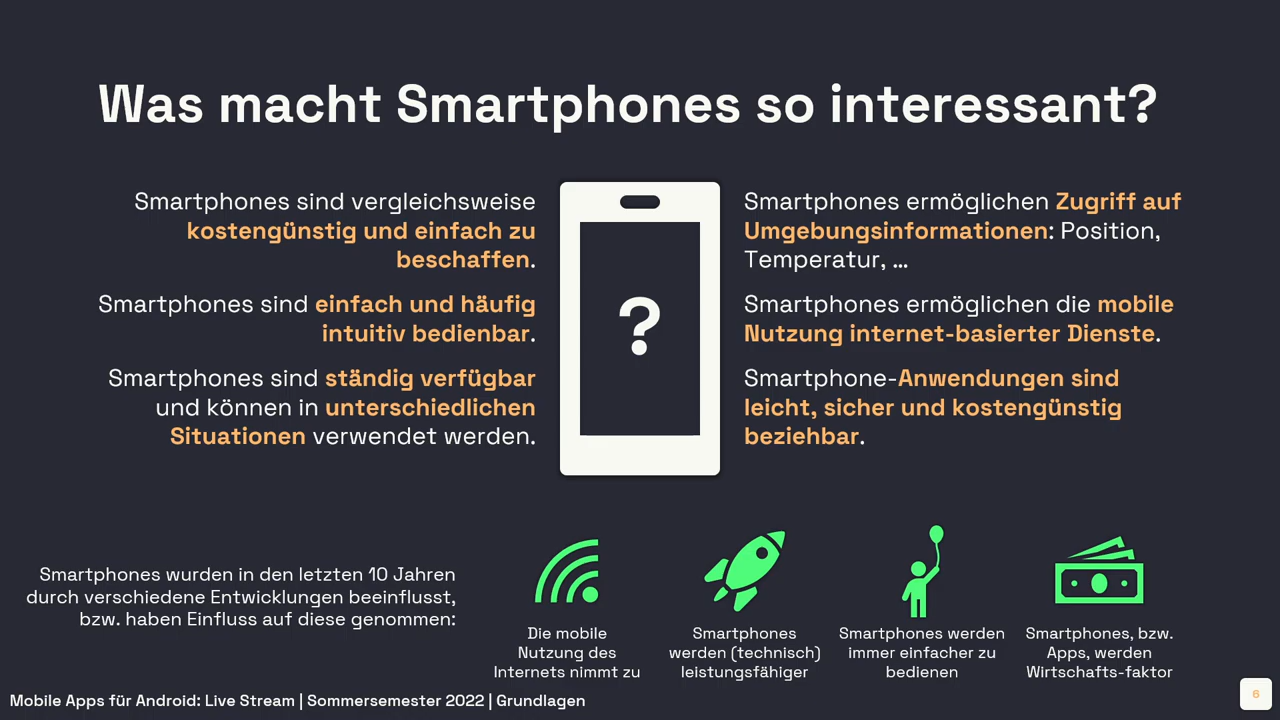 Was macht Smartphones so interessant?
Smartphones sind vergleichsweise
kostengünstig und einfach zu
beschaffen.
Smartphones sind einfach und häufig
intuitiv bedienbar.
Smartphones sind ständig verfügbar
und können in unterschiedlichen
Situationen verwendet werden.
?
Smartphones ermöglichen Zugriff auf
Umgebungsinformationen: Position,
Temperatur, ...
Smartphones ermöglichen die mobile
Nutzung internet-basierter Dienste.
Smartphone-Anwendungen sind
leicht, sicher und kostengünstig
beziehbar.
Smartphones wurden in den letzten 10 Jahren
durch verschiedene Entwicklungen beeinflusst,
bzw. haben Einfluss auf diese genommen:
Die mobile
Nutzung des
Internets nimmt zu
Smartphones
werden (technisch)
leistungsfähiger
Smartphones werden
immer einfacher zu
bedienen
Smartphones, bzw.
Apps, werden
Wirtschafts-faktor
Mobile Apps für Android: Live Stream | Sommersemester 2022 | Grundlagen
6